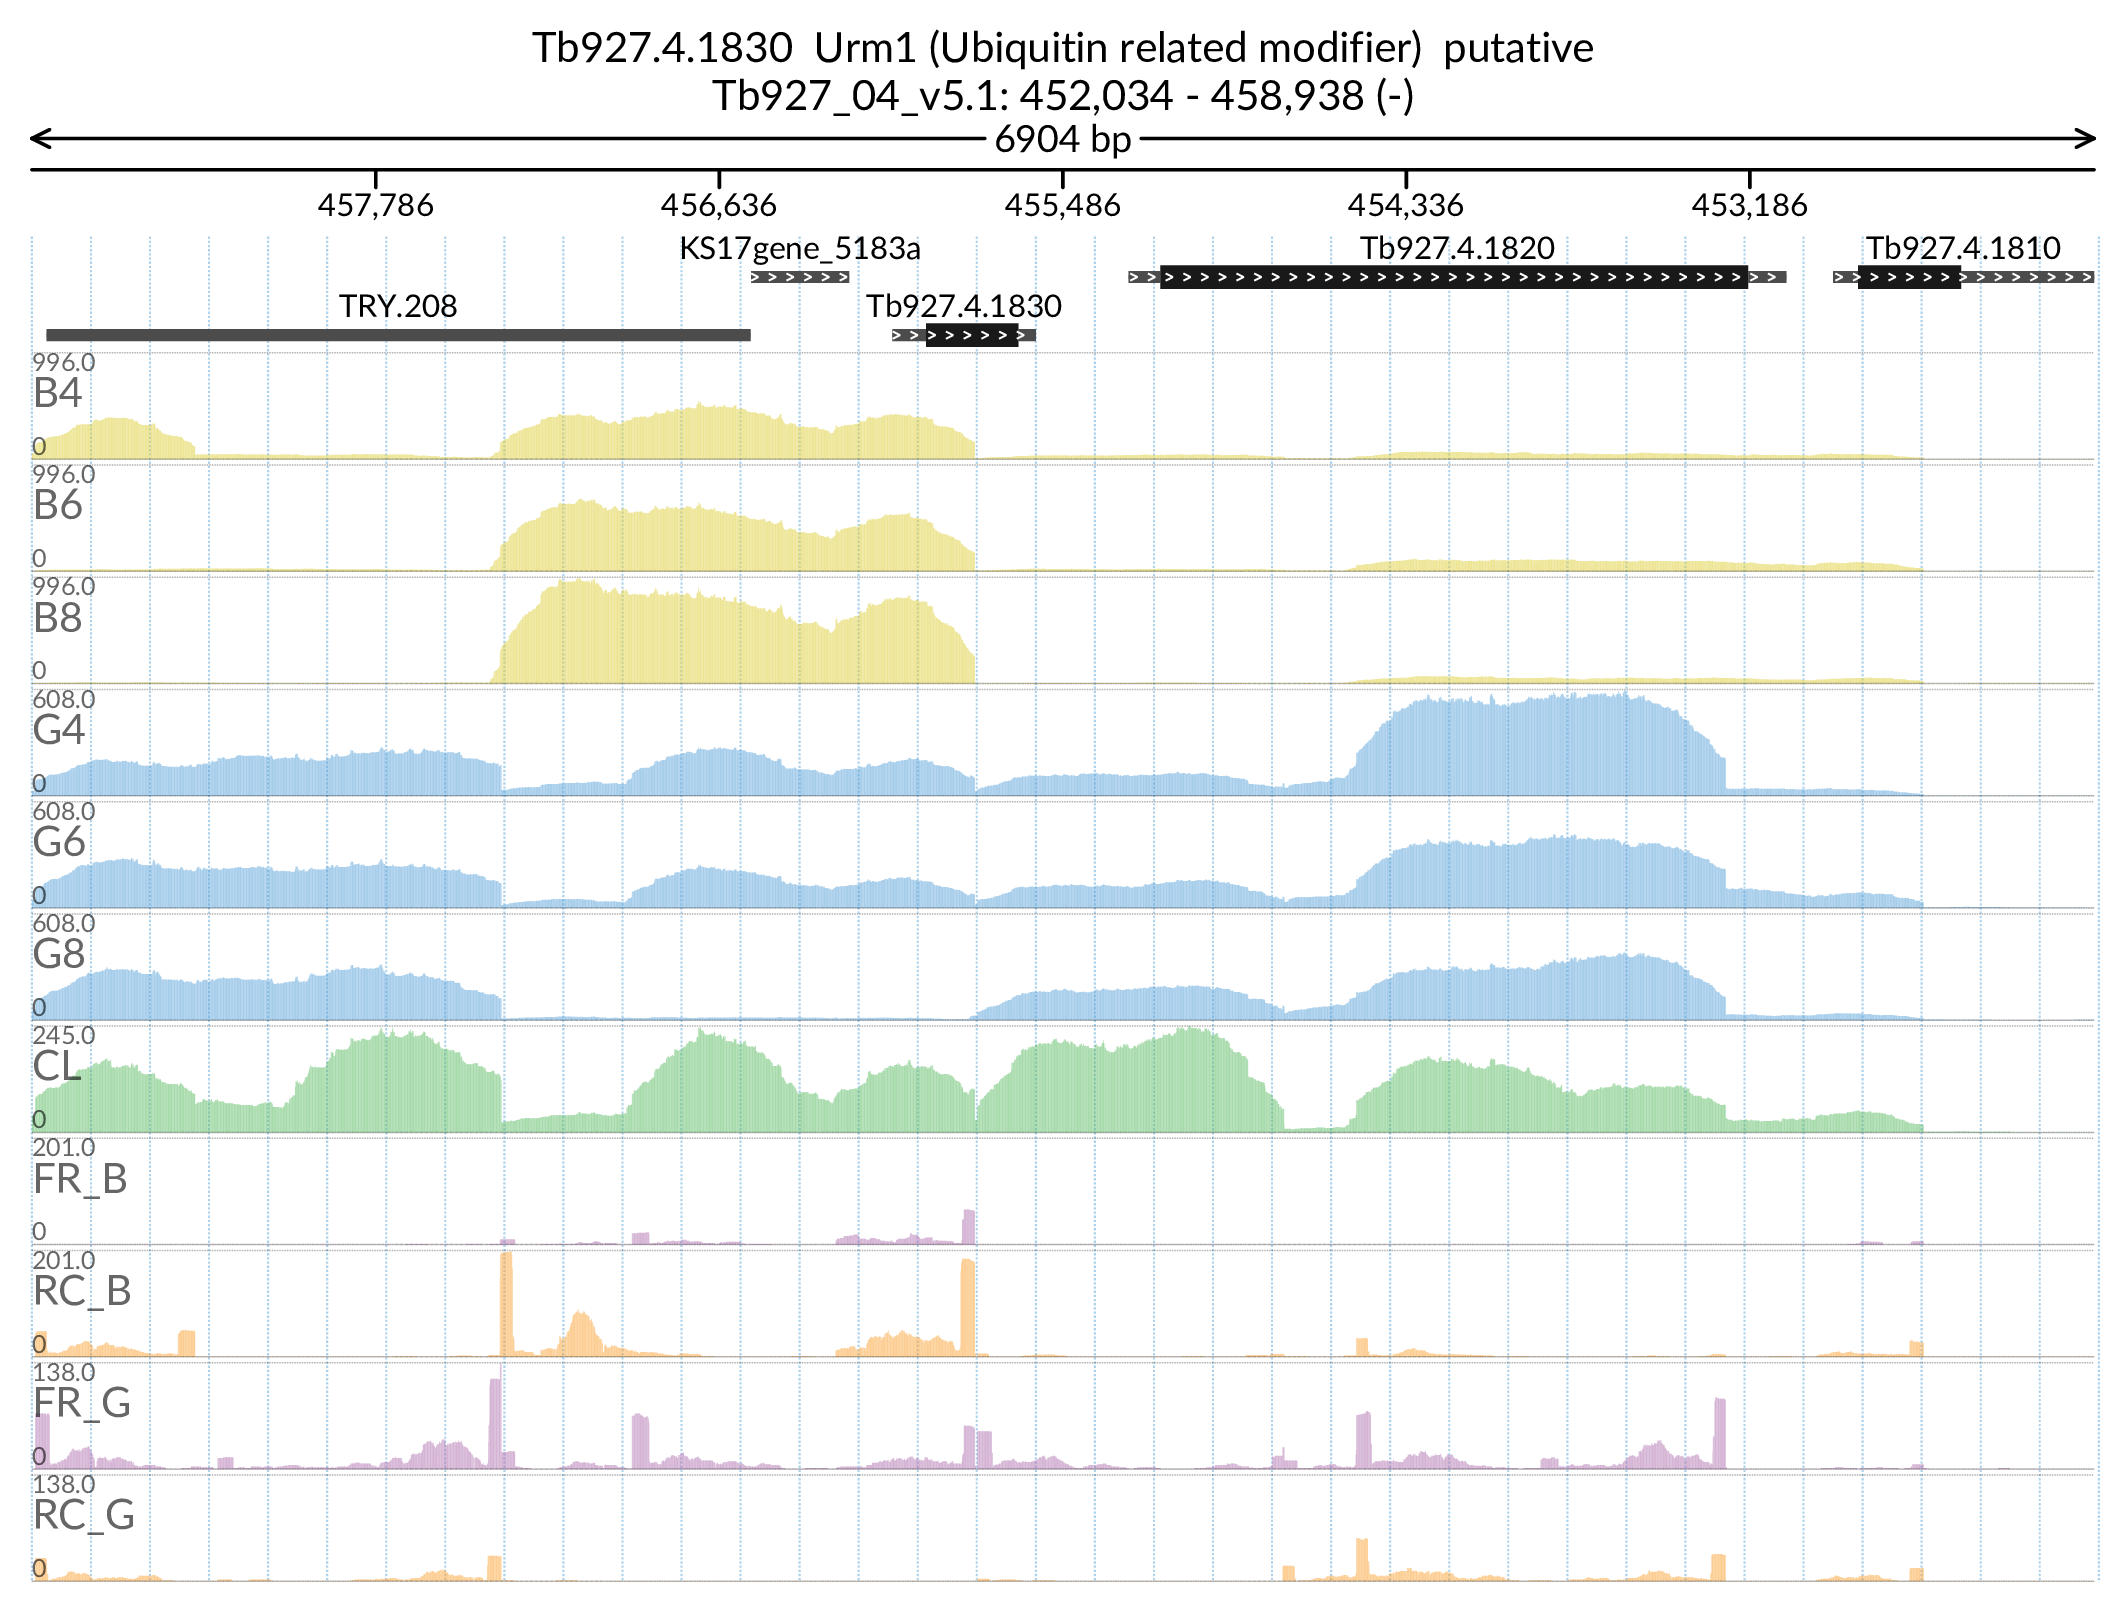 Tb927.4.1830  Urm1 (Ubiquitin related modifier)  putative
Tb927_04_v5.1: 452,034 - 458,938 (-)
6904 bp
457,786 456,636 455,486 454,336 453,186
KS17gene_5183a Tb927.4.1820 Tb927.4.1810
TRY.208 Tb927.4.1830
996.0
B4
0
996.0
B6
0
996.0
B8
0
608.0
G4
0
608.0
G6
0
608.0
G8
0
245.0
CL
0
201.0
FR_B
0
201.0
RC_B
0
138.0
FR_G
0
138.0
RC_G
0